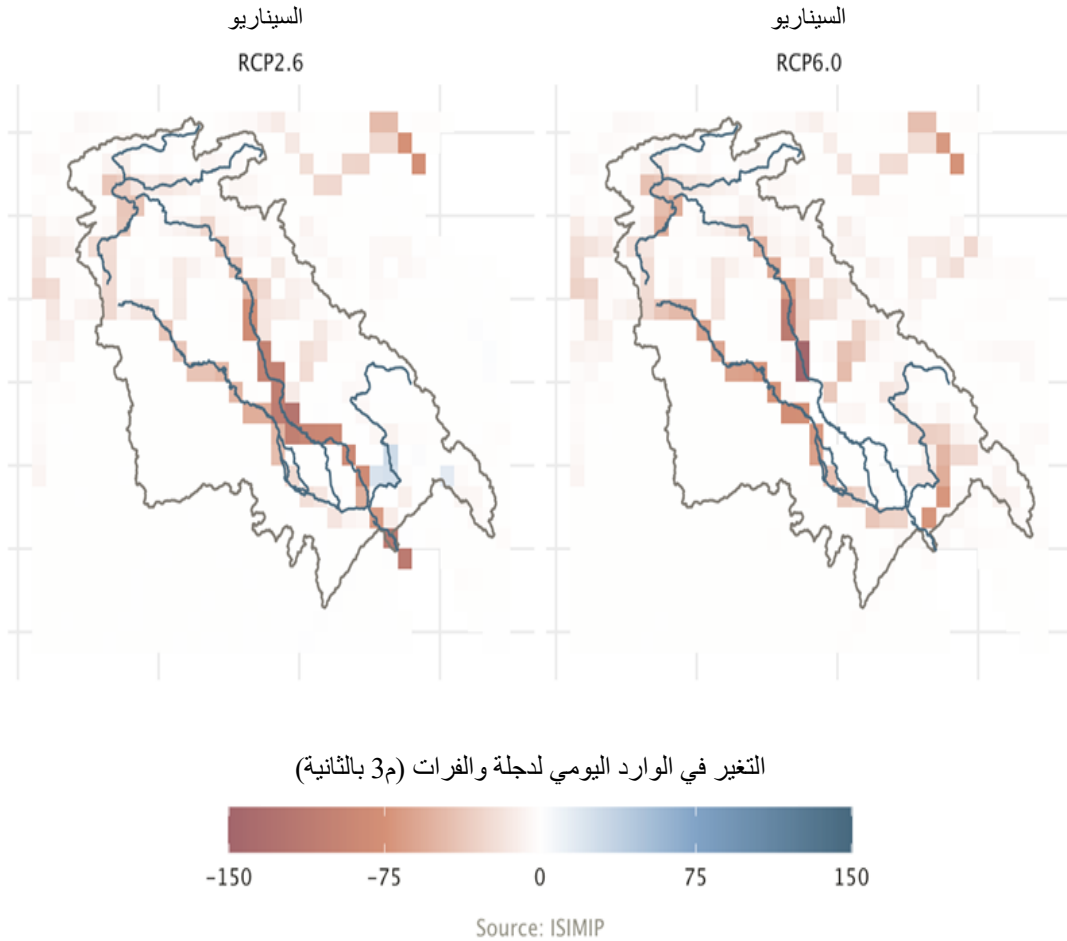 السيناريو
السيناريو
RCP2.6
RCP6.0
التغير في الوارد اليومي لدجلة والفرات (م3 بالثانية)
-150 -75 0 75 150
Source: ISIMIP